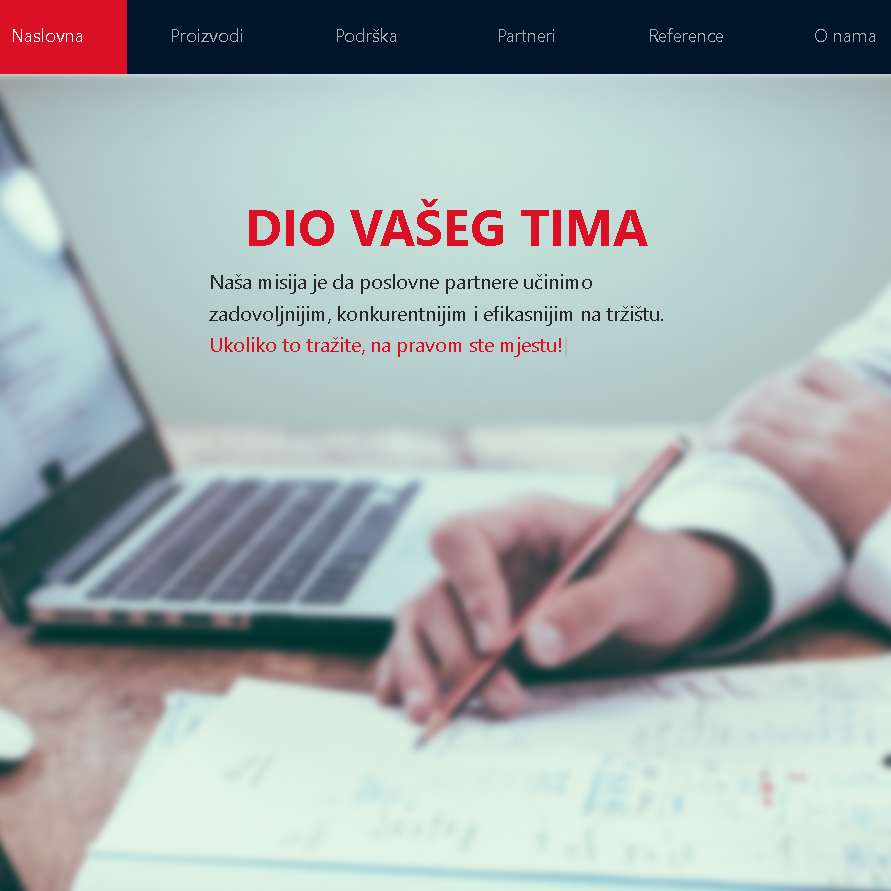 Naslovna
Proizvodi
Podrška
Partneri
Reference
O nama
DIO VAŠEG TIMA
Naša misija je da poslovne partnere učinimo
zadovoljnijim, konkurentnijim i efikasnijim na tržištu.
Ukoliko to tražite, na pravom ste mjestu!